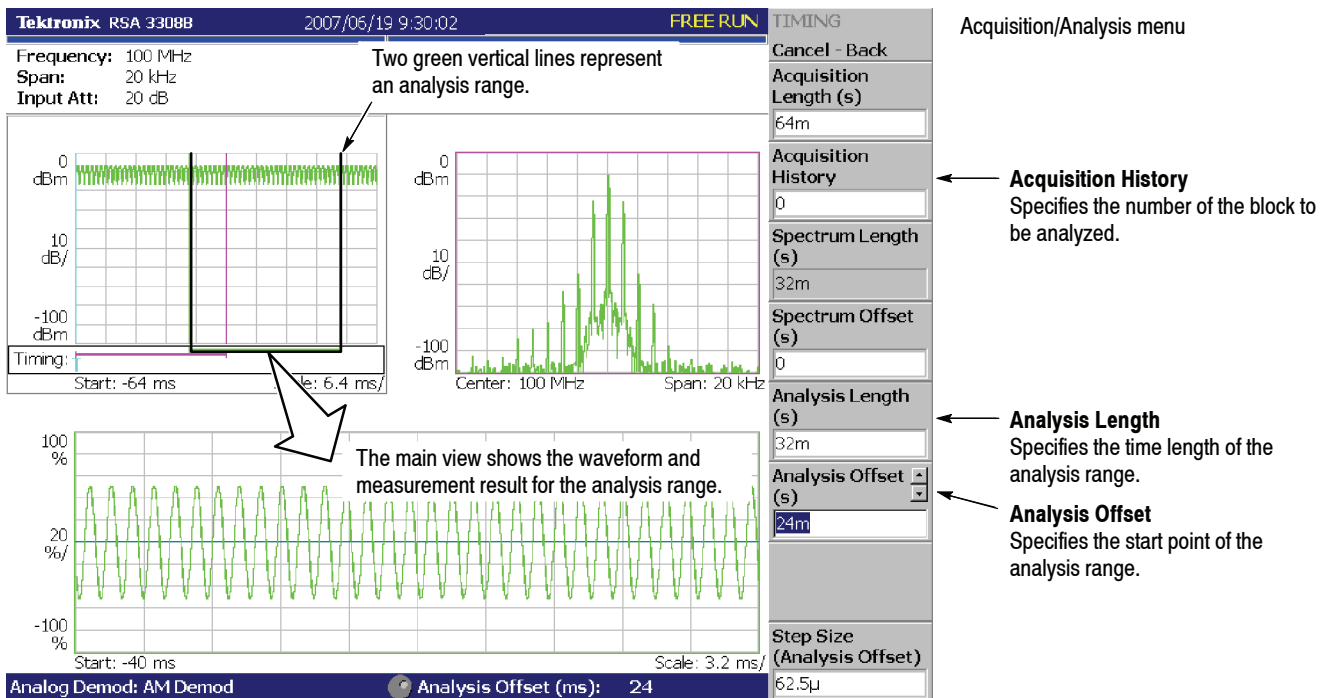 Tektronix RSA 3308B 2007/06/19 9:30:02 FREE RUN
Frequency: 100 MHz
Span: 20 kHz
Input Att: 20 dB
Two green vertical lines represent
an analysis range.
0
dBm
10
dB/
-100
dBm
Timing:
Start: -64 ms
le: 6.4 ms/
0
dBm
10
dB/
-100
dBm
Center: 100 MHz
Span: 20 kHz
100
%
20
%/
-100
%
The main view shows the waveform and
measurement result for the analysis range.
Start: -40 ms
Scale: 3.2 ms/
Analog Demod: AM Demod
Analysis Offset (ms): 24
TIMING
Cancel - Back
Acquisition
Length (s)
64m
Acquisition
History
0
Spectrum Length
(s)
32m
Spectrum Offset
(s)
0
Analysis Length
(s)
32m
Analysis Offset
(s)
24m
Step Size
(Analysis Offset)
62.5µ
Acquisition/Analysis menu
Acquisition History
Specifies the number of the block to
be analyzed.
Analysis Length
Specifies the time length of the
analysis range.
Analysis Offset
Specifies the start point of the
analysis range.